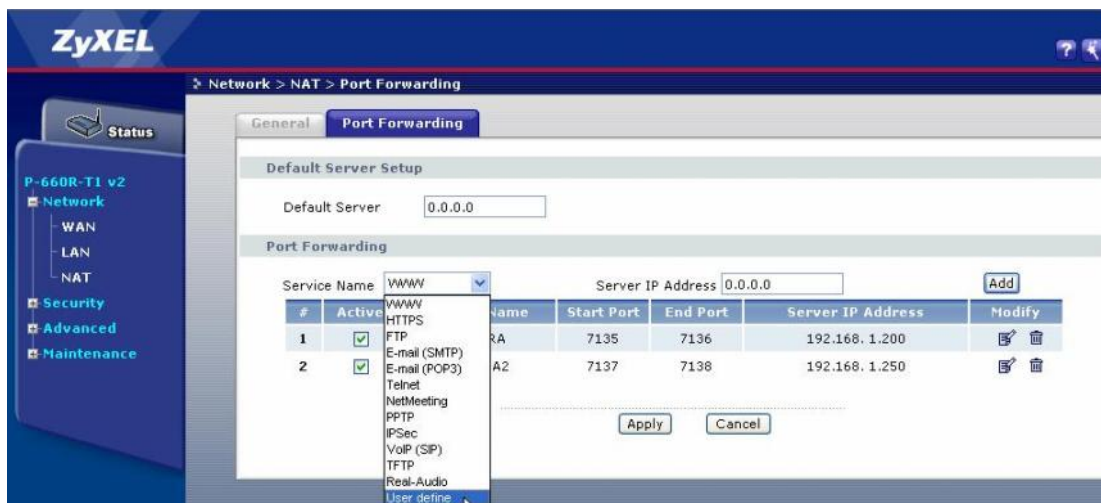 ZyXEL
?
Network > NAT > Port Forwarding
Status
General Port Forwarding
P-660R-T1 v2
Network
WAN
LAN
NAT
Security
Advanced
Maintenance
Default Server Setup
Default Server 0.0.0.0
Port Forwarding
Service Name WWW Server IP Address 0.0.0.0 Add
# Active Name Start Port End Port Server IP Address Modify
1 RA 7135 7136 192.168. 1.200
2 A2 7137 7138 192.168. 1.250
WWW
HTTPS
FTP
E-mail (SMTP)
E-mail (POP3)
Telnet
NetMeeting
PPTP
IPSec
VoIP (SIP)
TFTP
Real-Audio
User define
Apply Cancel